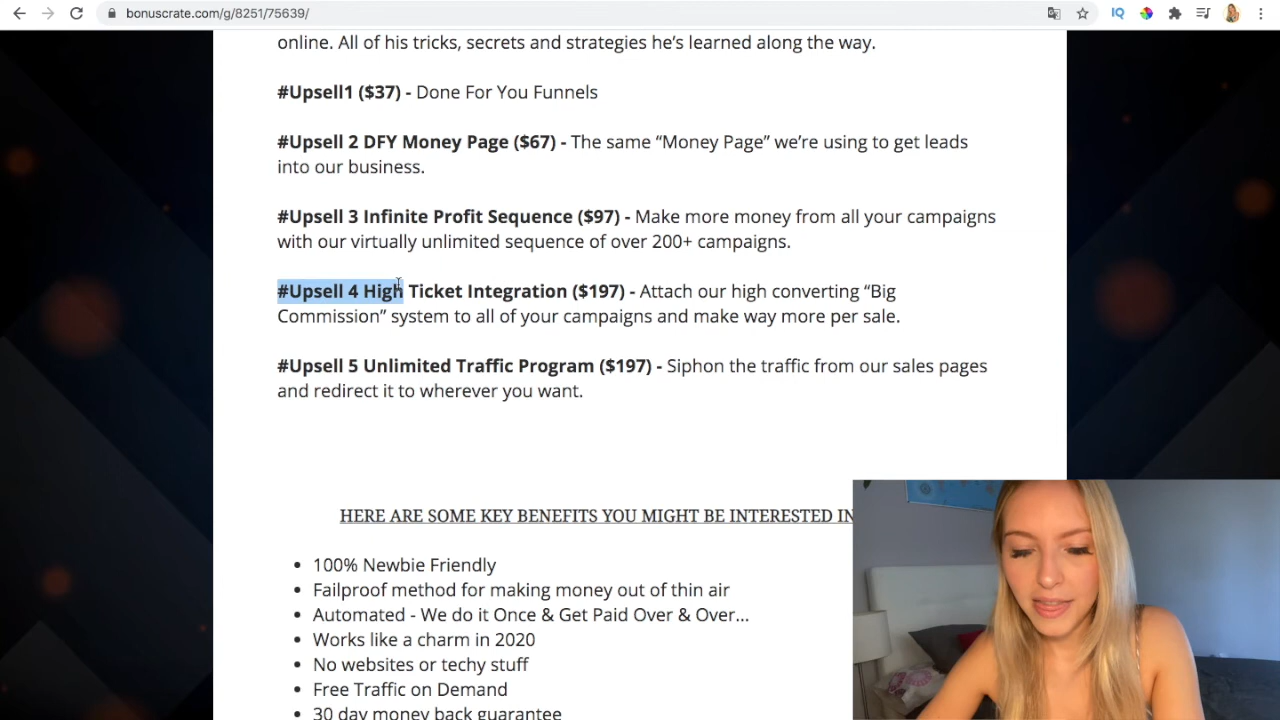 bonuscrate.com/g/8251/75639/
online. All of his tricks, secrets and strategies he's learned along the way.
#Upsell1 ($37) - Done For You Funnels
#Upsell 2 DFY Money Page ($67) - The same “Money Page” we’re using to get leads
into our business.
#Upsell 3 Infinite Profit Sequence ($97) - Make more money from all your campaigns
with our virtually unlimited sequence of over 200+ campaigns.
#Upsell 4 High Ticket Integration ($197) - Attach our high converting “Big
Commission” system to all of your campaigns and make way more per sale.
#Upsell 5 Unlimited Traffic Program ($197) - Siphon the traffic from our sales pages
and redirect it to wherever you want.
HERE ARE SOME KEY BENEFITS YOU MIGHT BE INTERESTED IN
• 100% Newbie Friendly
• Failproof method for making money out of thin air
• Automated - We do it Once & Get Paid Over & Over...
• Works like a charm in 2020
• No websites or techy stuff
• Free Traffic on Demand
• 30 day money back guarantee